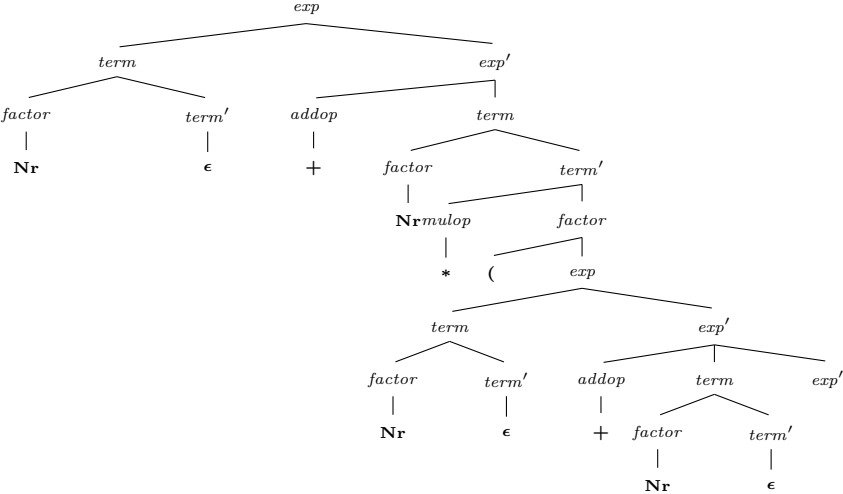 exp
term exp′
factor term′ addop term
Nr ϵ + factor term′
Nr mulop factor
* ( exp
term exp′
factor term′ addop term exp′
Nr ϵ + factor term′
Nr ϵ